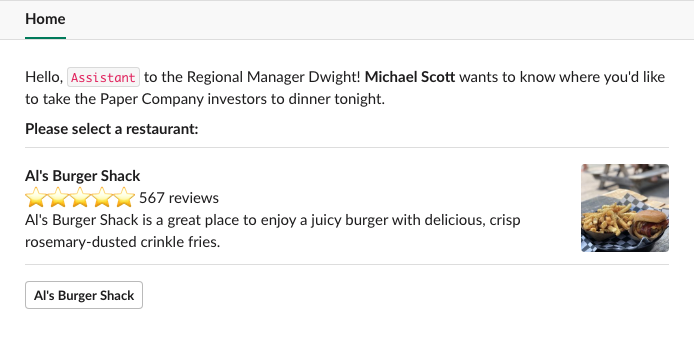 Home
Hello, Assistant to the Regional Manager Dwight! Michael Scott wants to know where you'd like
to take the Paper Company investors to dinner tonight.
Please select a restaurant:
Al's Burger Shack
567 reviews
Al's Burger Shack is a great place to enjoy a juicy burger with delicious, crisp
rosemary-dusted crinkle fries.
Al's Burger Shack